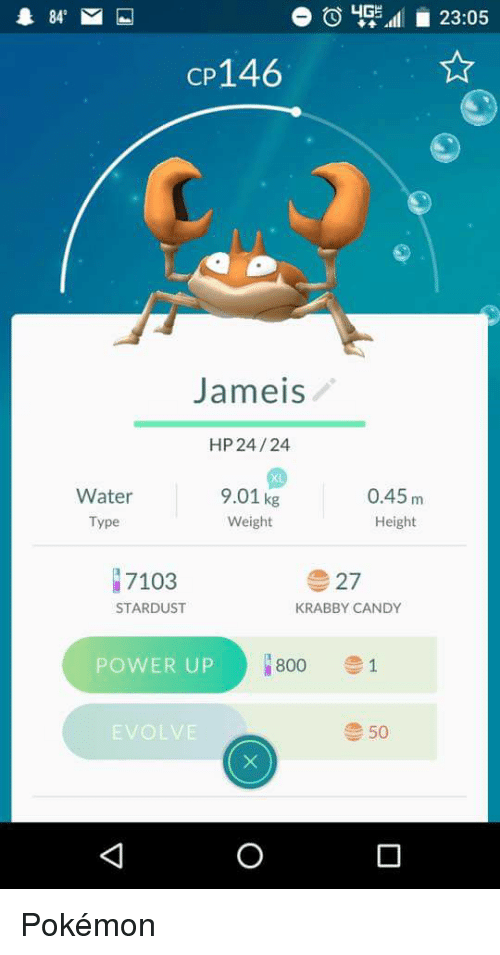 84° 4GE 23:05
CP146
Jameis
HP 24 / 24
XL
Water 9.01 kg 0.45 m
Type Weight Height
7103 27
STARDUST KRABBY CANDY
POWER UP 800 1
EVOLVE 50
Pokémon